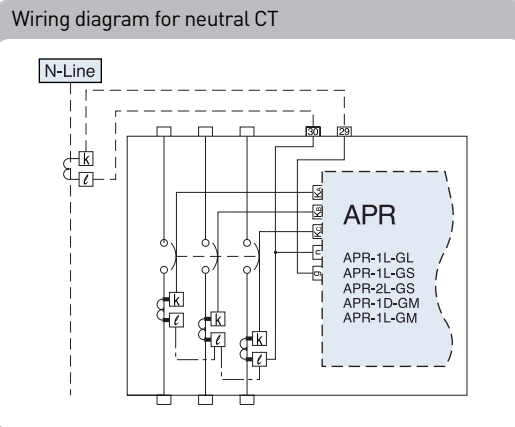 Wiring diagram for neutral CT
N-Line
k
ℓ
30
29
KA
KB
KC
n
g
APR
APR-1L-GL
APR-1L-GS
APR-2L-GS
APR-1D-GM
APR-1L-GM
k
ℓ
k
ℓ
k
ℓ